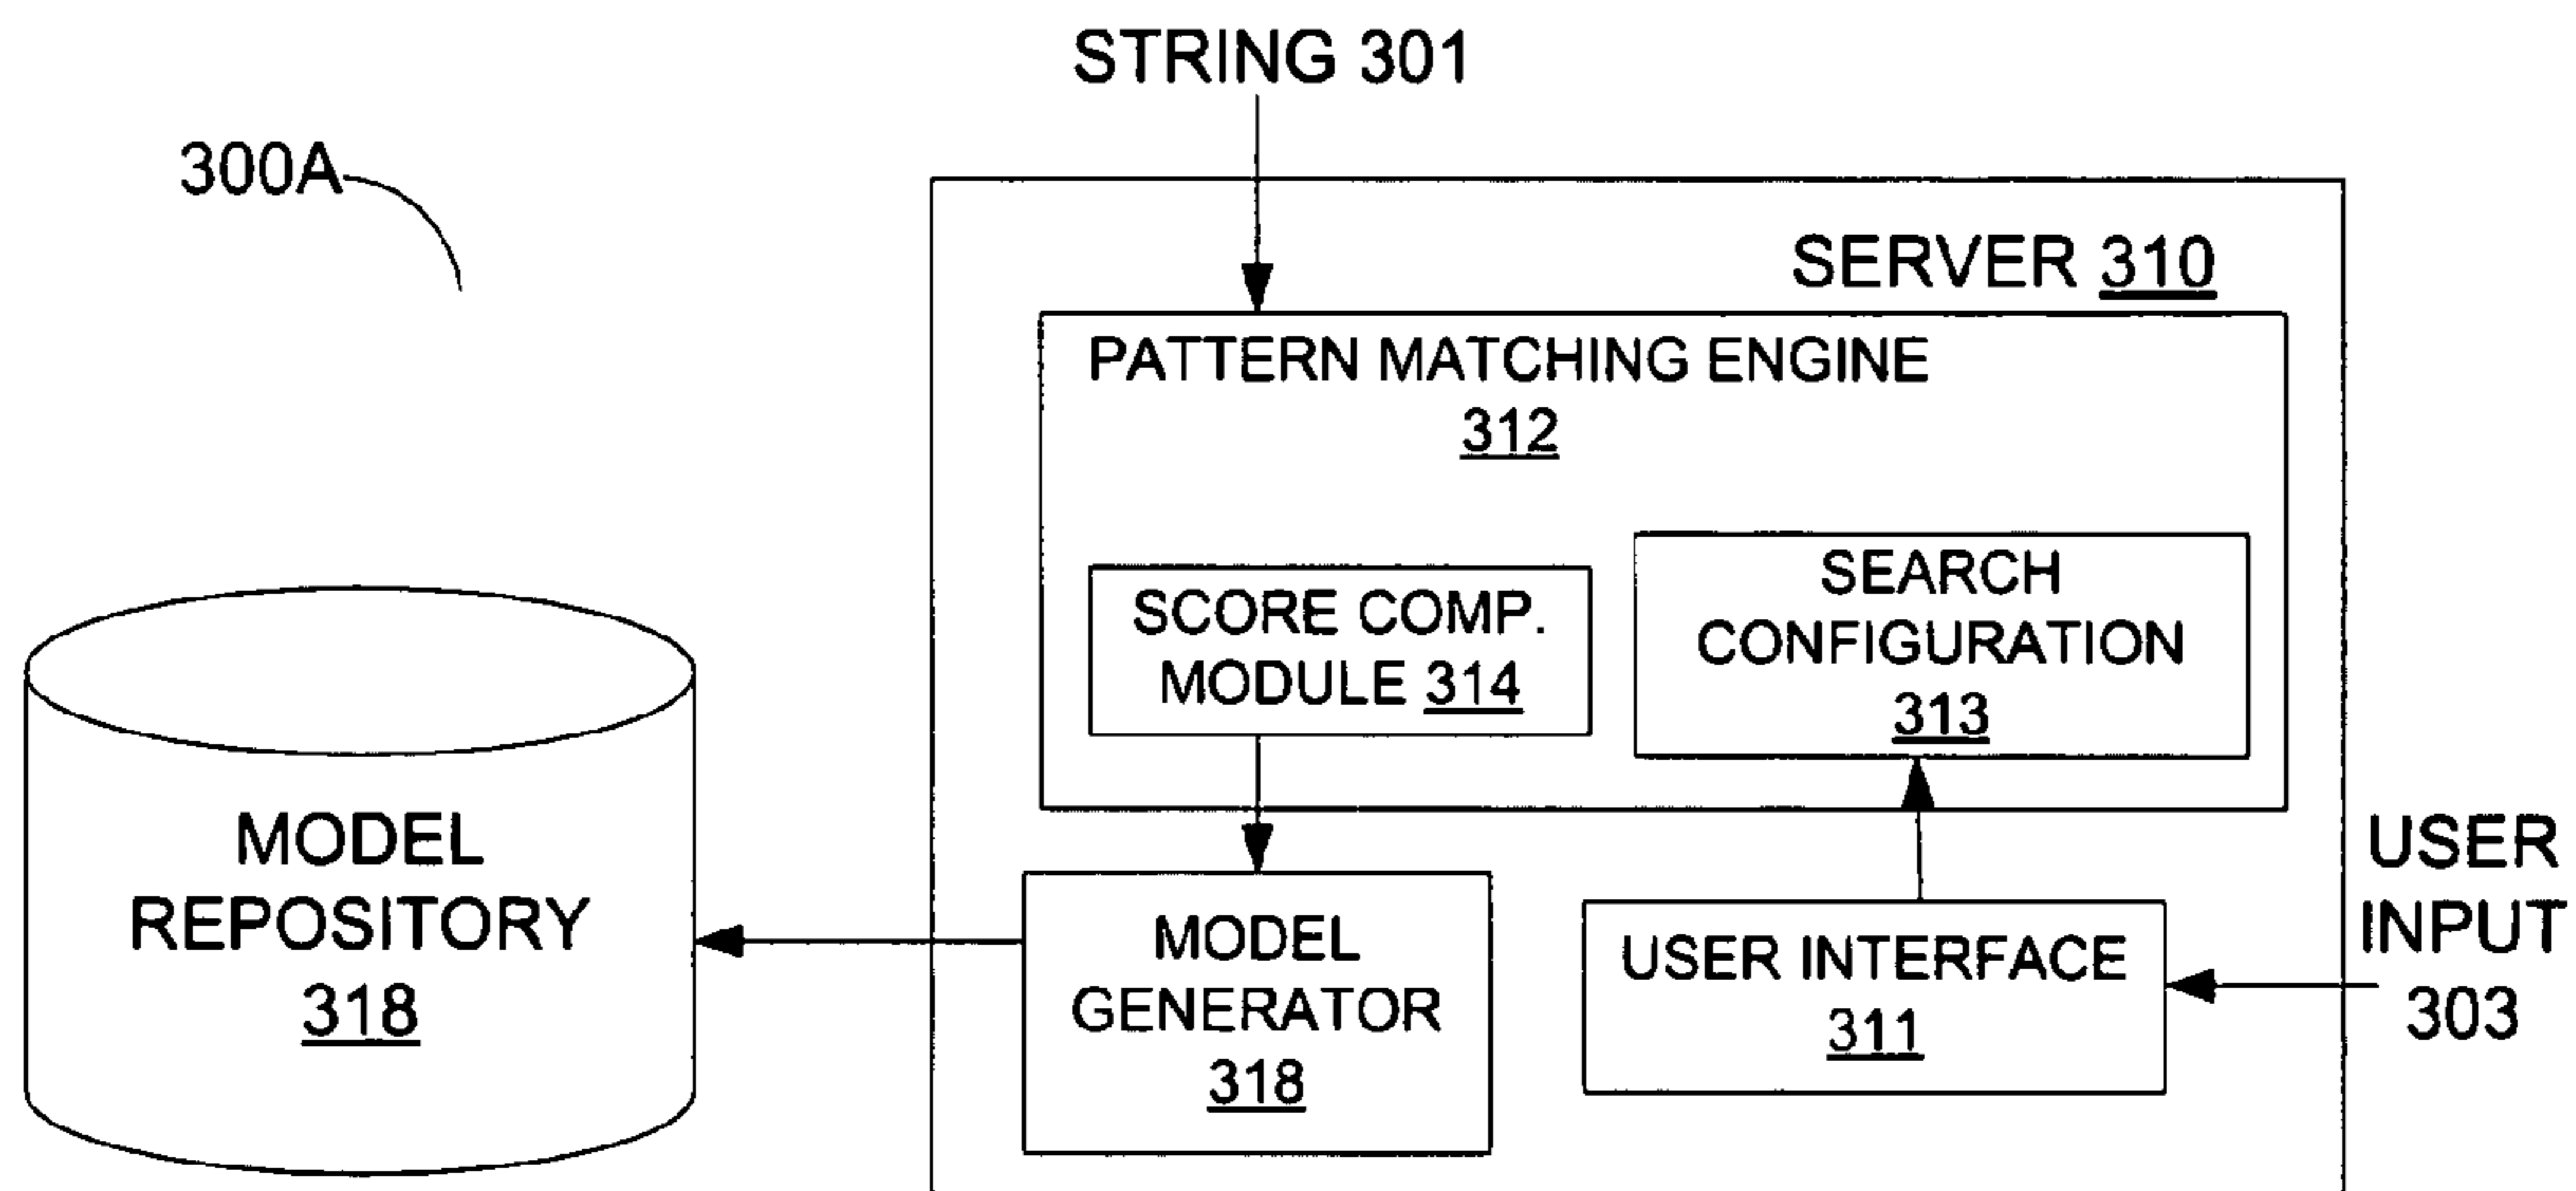 STRING 301
300A
SERVER 310
PATTERN MATCHING ENGINE
312
SCORE COMP.
MODULE 314
SEARCH
CONFIGURATION
313
MODEL
REPOSITORY
318
MODEL
GENERATOR
318
USER INTERFACE
311
USER
INPUT
303